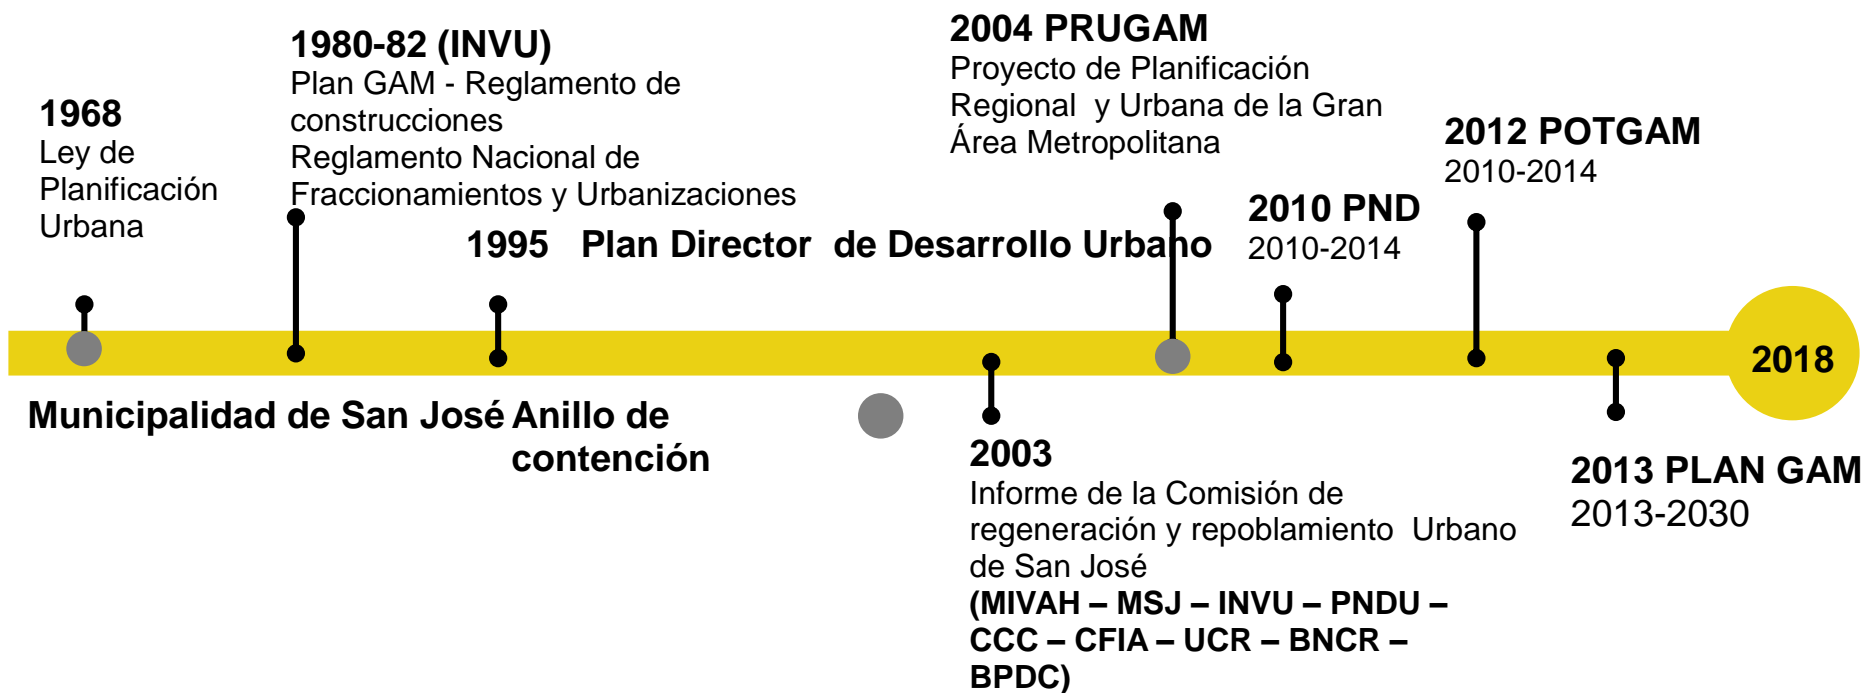 1968
Ley de
Planificación
Urbana
1980-82 (INVU)
Plan GAM - Reglamento de
construcciones
Reglamento Nacional de
Fraccionamientos y Urbanizaciones
1995 Plan Director de Desarrollo Urbano
2004 PRUGAM
Proyecto de Planificación
Regional y Urbana de la Gran
Área Metropolitana
2010 PND
2010-2014
2012 POTGAM
2010-2014
2018
Municipalidad de San José Anillo de
contención
2003
Informe de la Comisión de
regeneración y repoblamiento Urbano
de San José
(MIVAH – MSJ – INVU – PNDU –
CCC – CFIA – UCR – BNCR –
BPDC)
2013 PLAN GAM
2013-2030